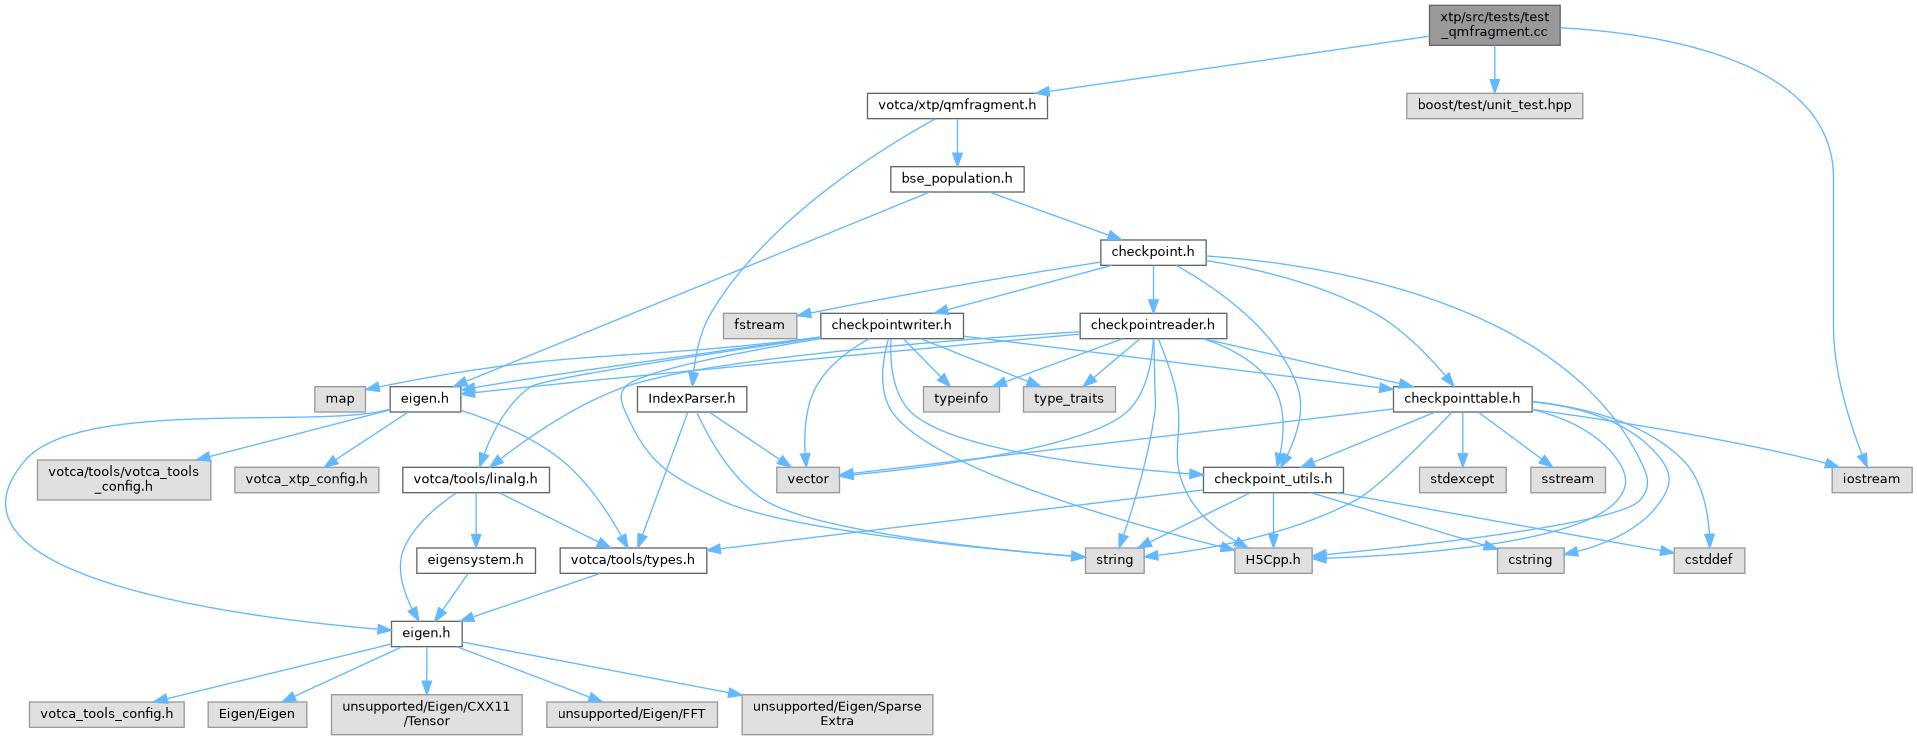 xtp/src/tests/test
_qmfragment.cc
votca/xtp/qmfragment.h
boost/test/unit_test.hpp
bse_population.h
checkpoint.h
fstream
checkpointwriter.h
checkpointreader.h
map
eigen.h
IndexParser.h
typeinfo
type_traits
checkpointtable.h
votca/tools/votca_tools
_config.h
votca_xtp_config.h
votca/tools/linalg.h
vector
checkpoint_utils.h
stdexcept
sstream
iostream
eigensystem.h
votca/tools/types.h
string
H5Cpp.h
cstring
cstddef
eigen.h
votca_tools_config.h
Eigen/Eigen
unsupported/Eigen/CXX11
/Tensor
unsupported/Eigen/FFT
unsupported/Eigen/Sparse
Extra